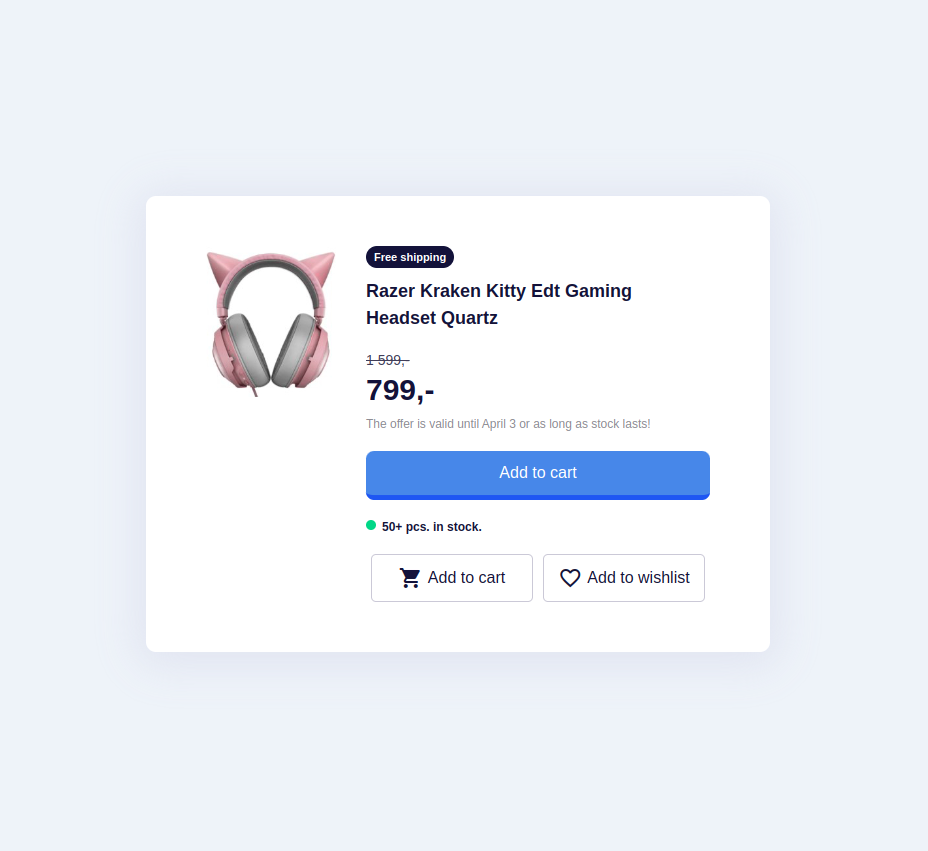 Free shipping
Razer Kraken Kitty Edt Gaming
Headset Quartz
1 599,-
799,-
The offer is valid until April 3 or as long as stock lasts!
Add to cart
50+ pcs. in stock.
Add to cart
Add to wishlist